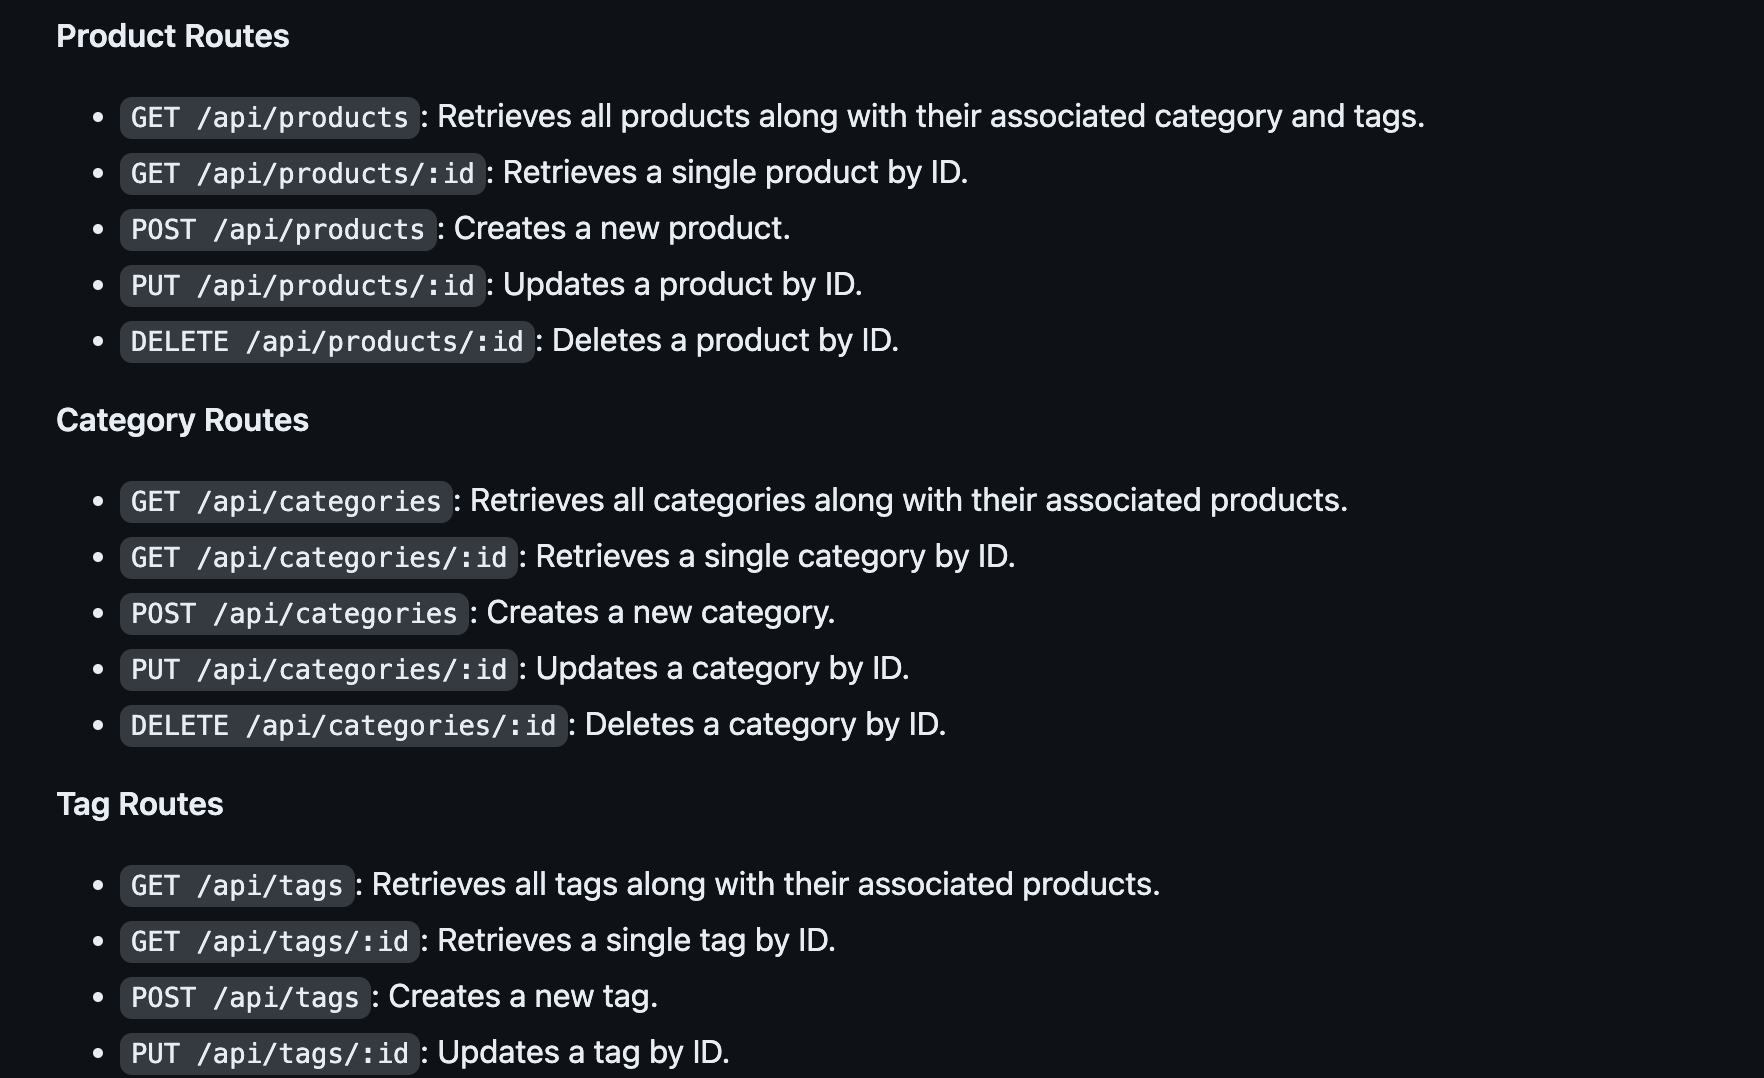 Product Routes
GET /api/products: Retrieves all products along with their associated category and tags.
GET /api/products/:id: Retrieves a single product by ID.
POST /api/products: Creates a new product.
PUT /api/products/:id: Updates a product by ID.
DELETE /api/products/:id: Deletes a product by ID.
Category Routes
GET /api/categories: Retrieves all categories along with their associated products.
GET /api/categories/:id: Retrieves a single category by ID.
POST /api/categories: Creates a new category.
PUT /api/categories/:id: Updates a category by ID.
DELETE /api/categories/:id: Deletes a category by ID.
Tag Routes
GET /api/tags: Retrieves all tags along with their associated products.
GET /api/tags/:id: Retrieves a single tag by ID.
POST /api/tags: Creates a new tag.
PUT /api/tags/:id: Updates a tag by ID.